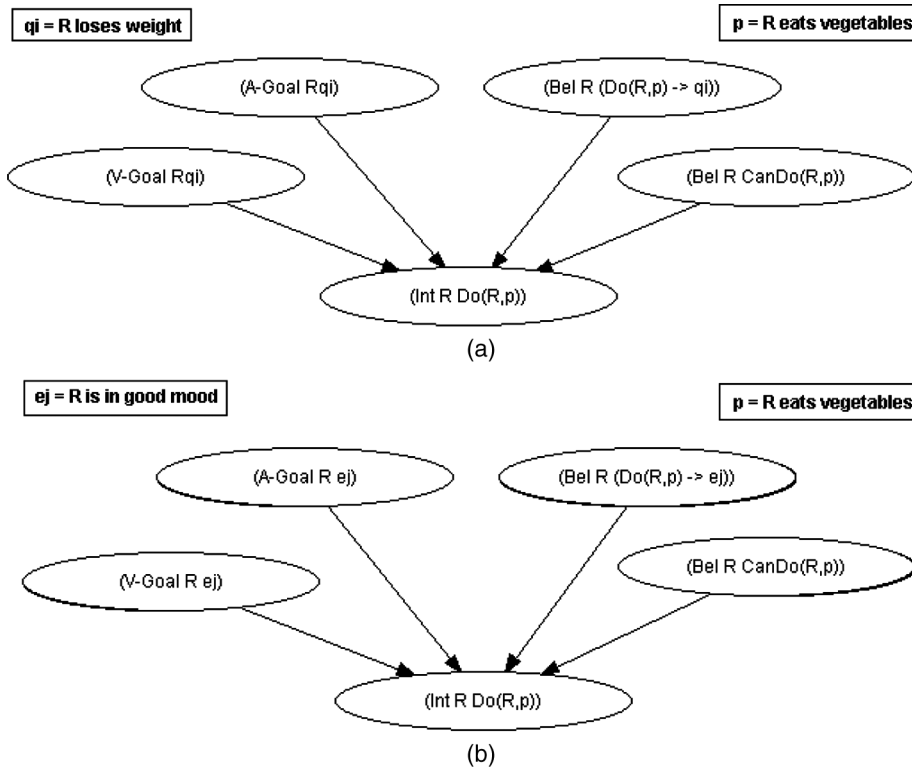 qi = R loses weight
p = R eats vegetables
(A-Goal Rqi)
(Bel R (Do(R,p) -> qi))
(V-Goal Rqi)
(Bel R CanDo(R,p))
(Int R Do(R,p))
(a)
ej = R is in good mood
p = R eats vegetables
(A-Goal R ej)
(Bel R (Do(R,p) -> ej))
(V-Goal R ej)
(Bel R CanDo(R,p))
(Int R Do(R,p))
(b)